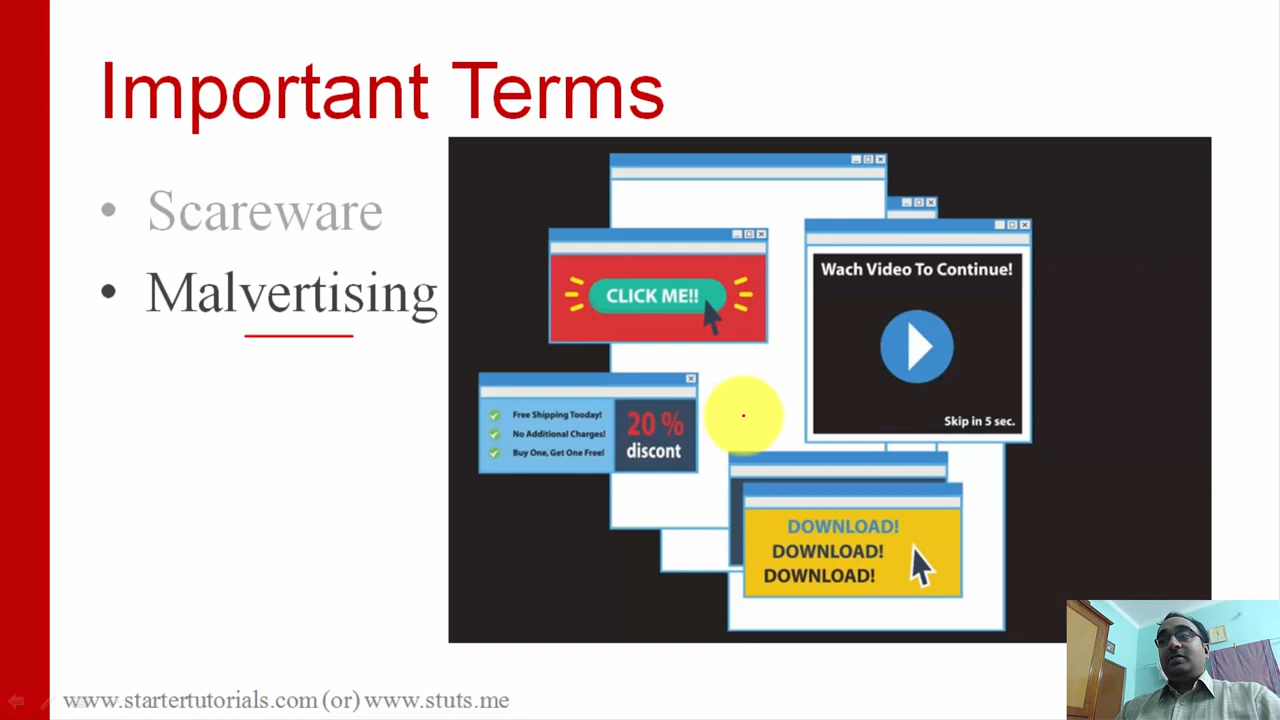 Important Terms
• Scareware
• Malvertising
CLICK ME!!
Wach Video To Continue!
Skip in 5 sec.
Free Shipping Tooday!
No Additional Charges!
Buy One, Get One Free!
20 %
discont
DOWNLOAD!
DOWNLOAD!
DOWNLOAD!
www.startertutorials.com (or) www.stuts.me